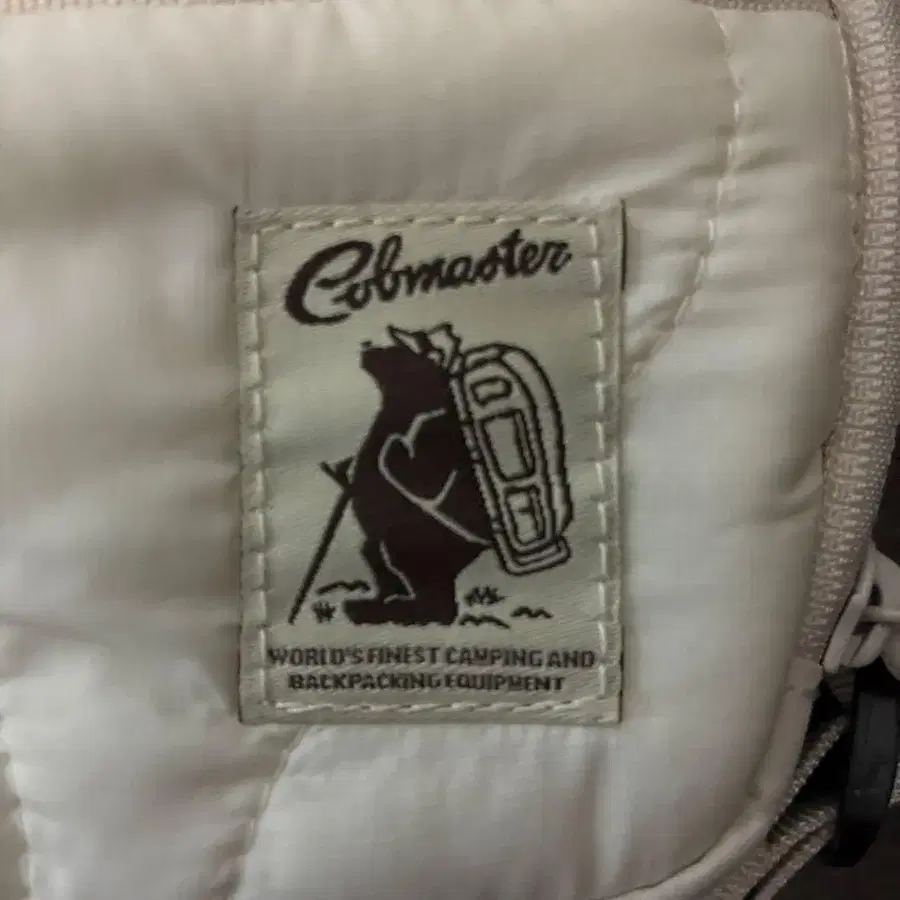 Cobmaster
WORLD'S FINEST CAMPING AND
BACKPACKING EQUIPMENT